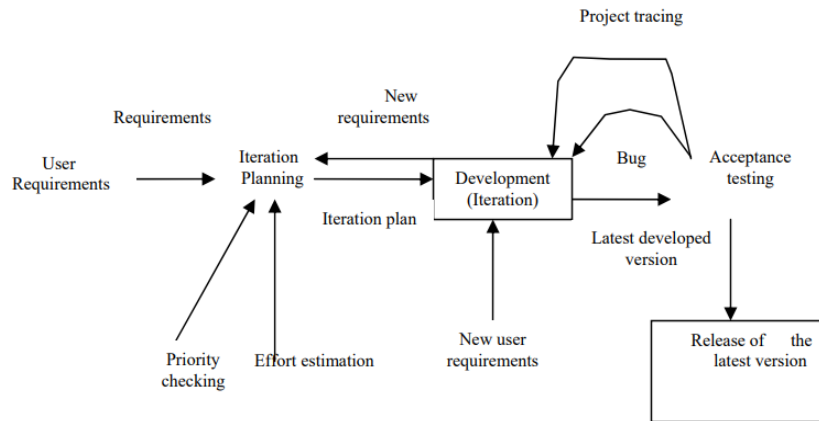 Project tracing
New
requirements
Requirements
User
Requirements
Iteration
Planning
Development
(Iteration)
Bug
Acceptance
testing
Iteration plan
Latest developed
version
Priority
checking
Effort estimation
New user
requirements
Release of the
latest version